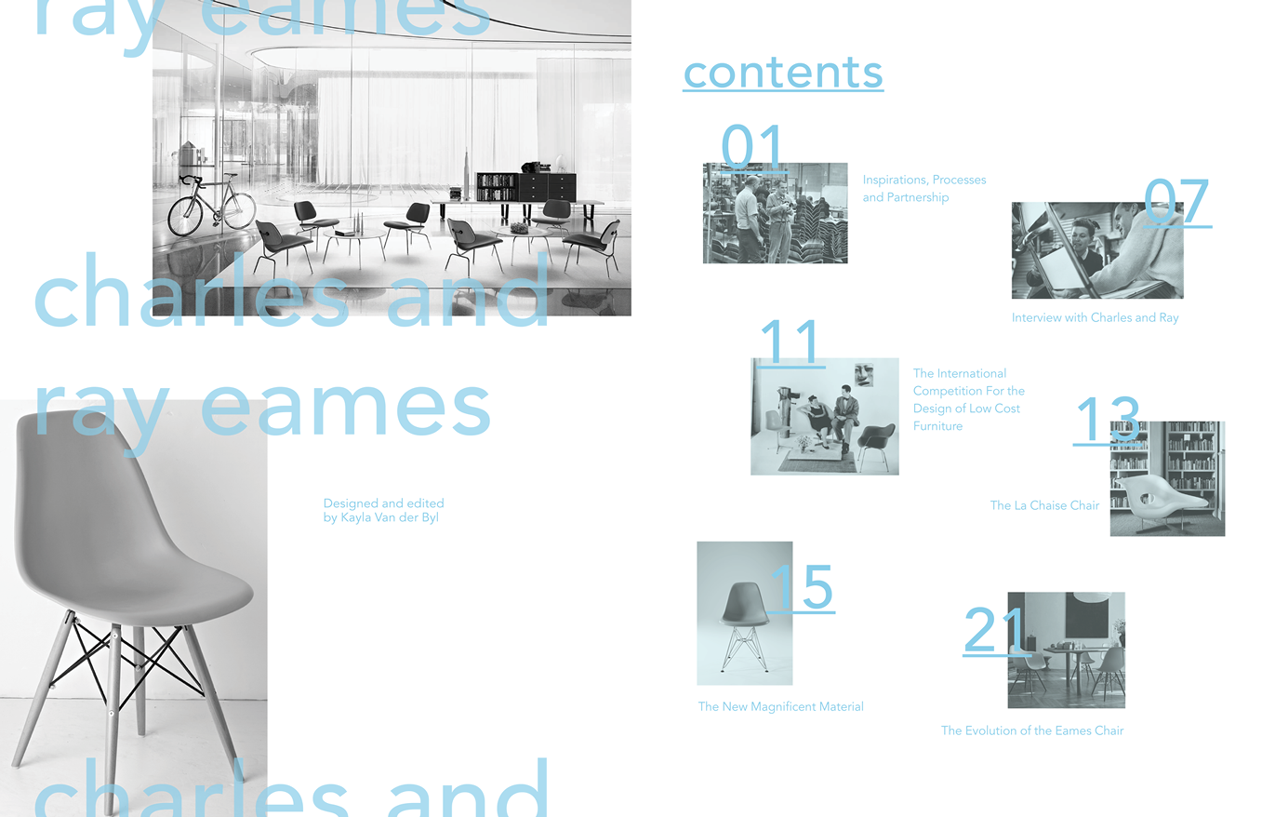 ray eames
charles and
ray eames
Designed and edited
by Kayla Van der Byl
charles and
contents
01
Inspirations, Processes
and Partnership
07
Interview with Charles and Ray
11
The International
Competition For the
Design of Low Cost
Furniture
13
The La Chaise Chair
15
The New Magnificent Material
21
The Evolution of the Eames Chair